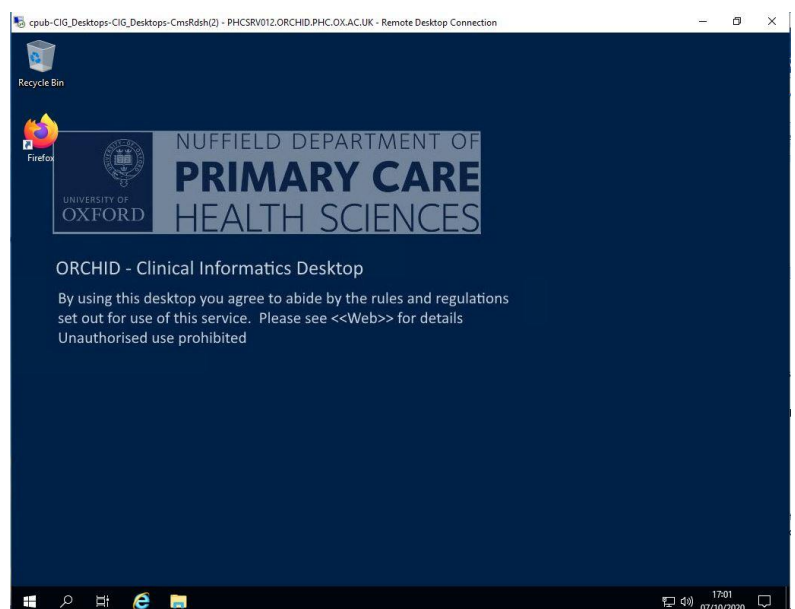 cpub-CIG_Desktops-CIG_Desktops-CmsRdsh(2) - PHCSRV012.ORCHID.PHC.OX.AC.UK - Remote Desktop Connection
Recycle Bin
Firefox
UNIVERSITY OF
OXFORD
NUFFIELD DEPARTMENT OF
PRIMARY CARE
HEALTH SCIENCES
ORCHID - Clinical Informatics Desktop
By using this desktop you agree to abide by the rules and regulations
set out for use of this service. Please see <<Web>> for details
Unauthorised use prohibited
17:01
07/10/2020